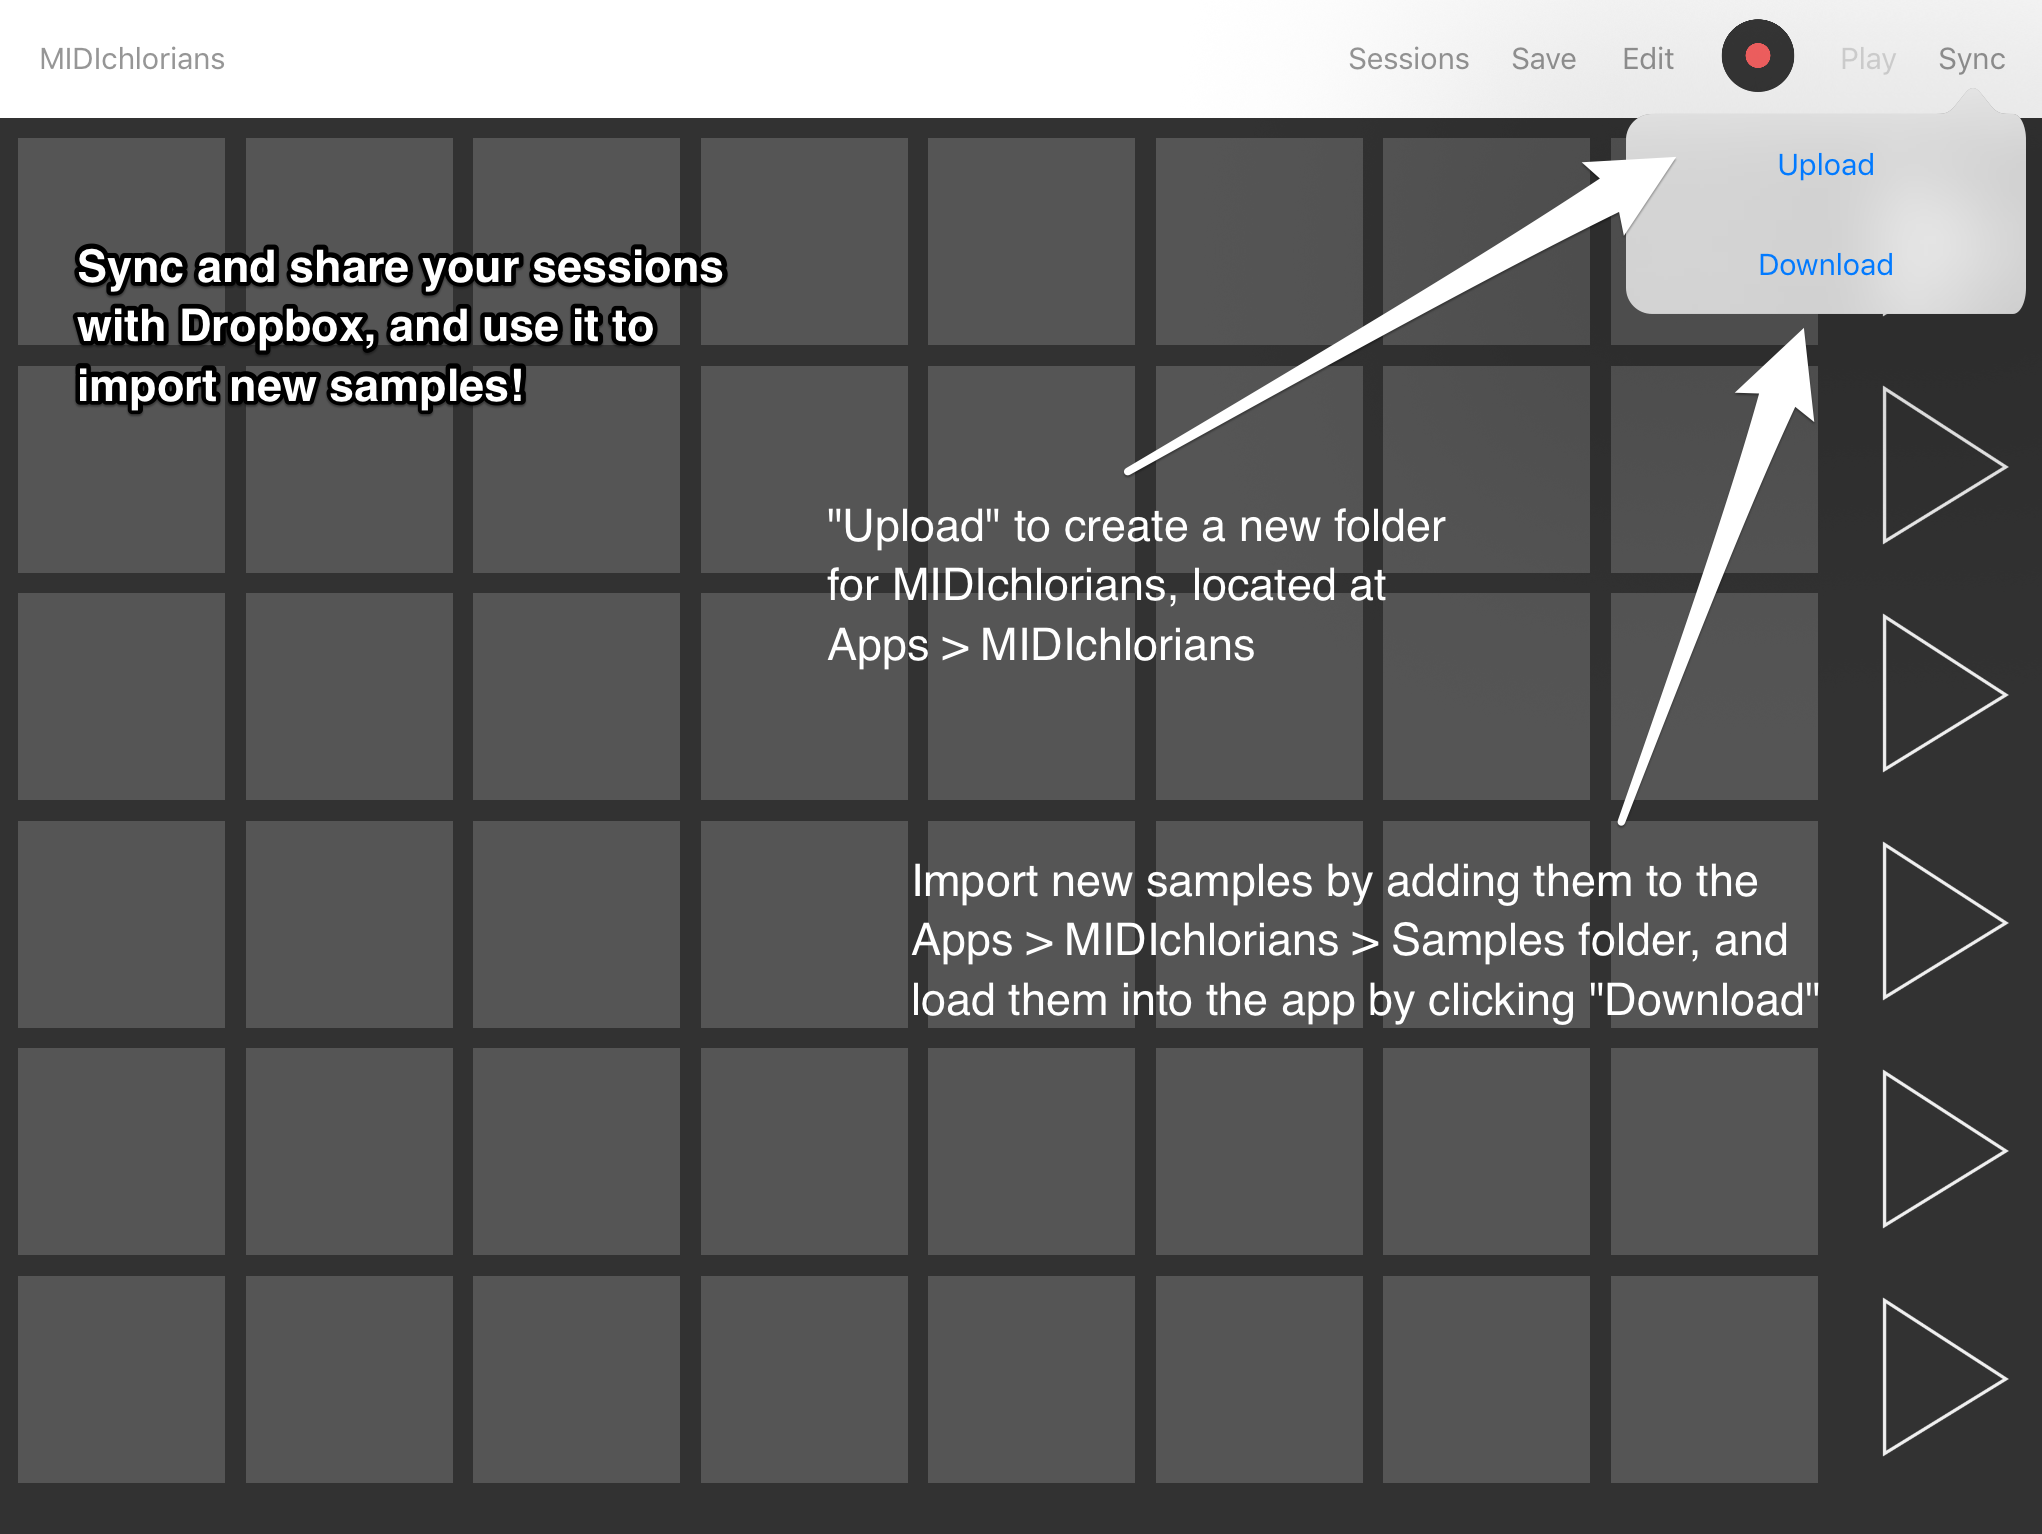 MIDIchlorians
Sessions Save Edit Play Sync
Upload
Download
Sync and share your sessions
with Dropbox, and use it to
import new samples!
"Upload" to create a new folder
for MIDIchlorians, located at
Apps > MIDIchlorians
Import new samples by adding them to the
Apps > MIDIchlorians > Samples folder, and
load them into the app by clicking "Download"